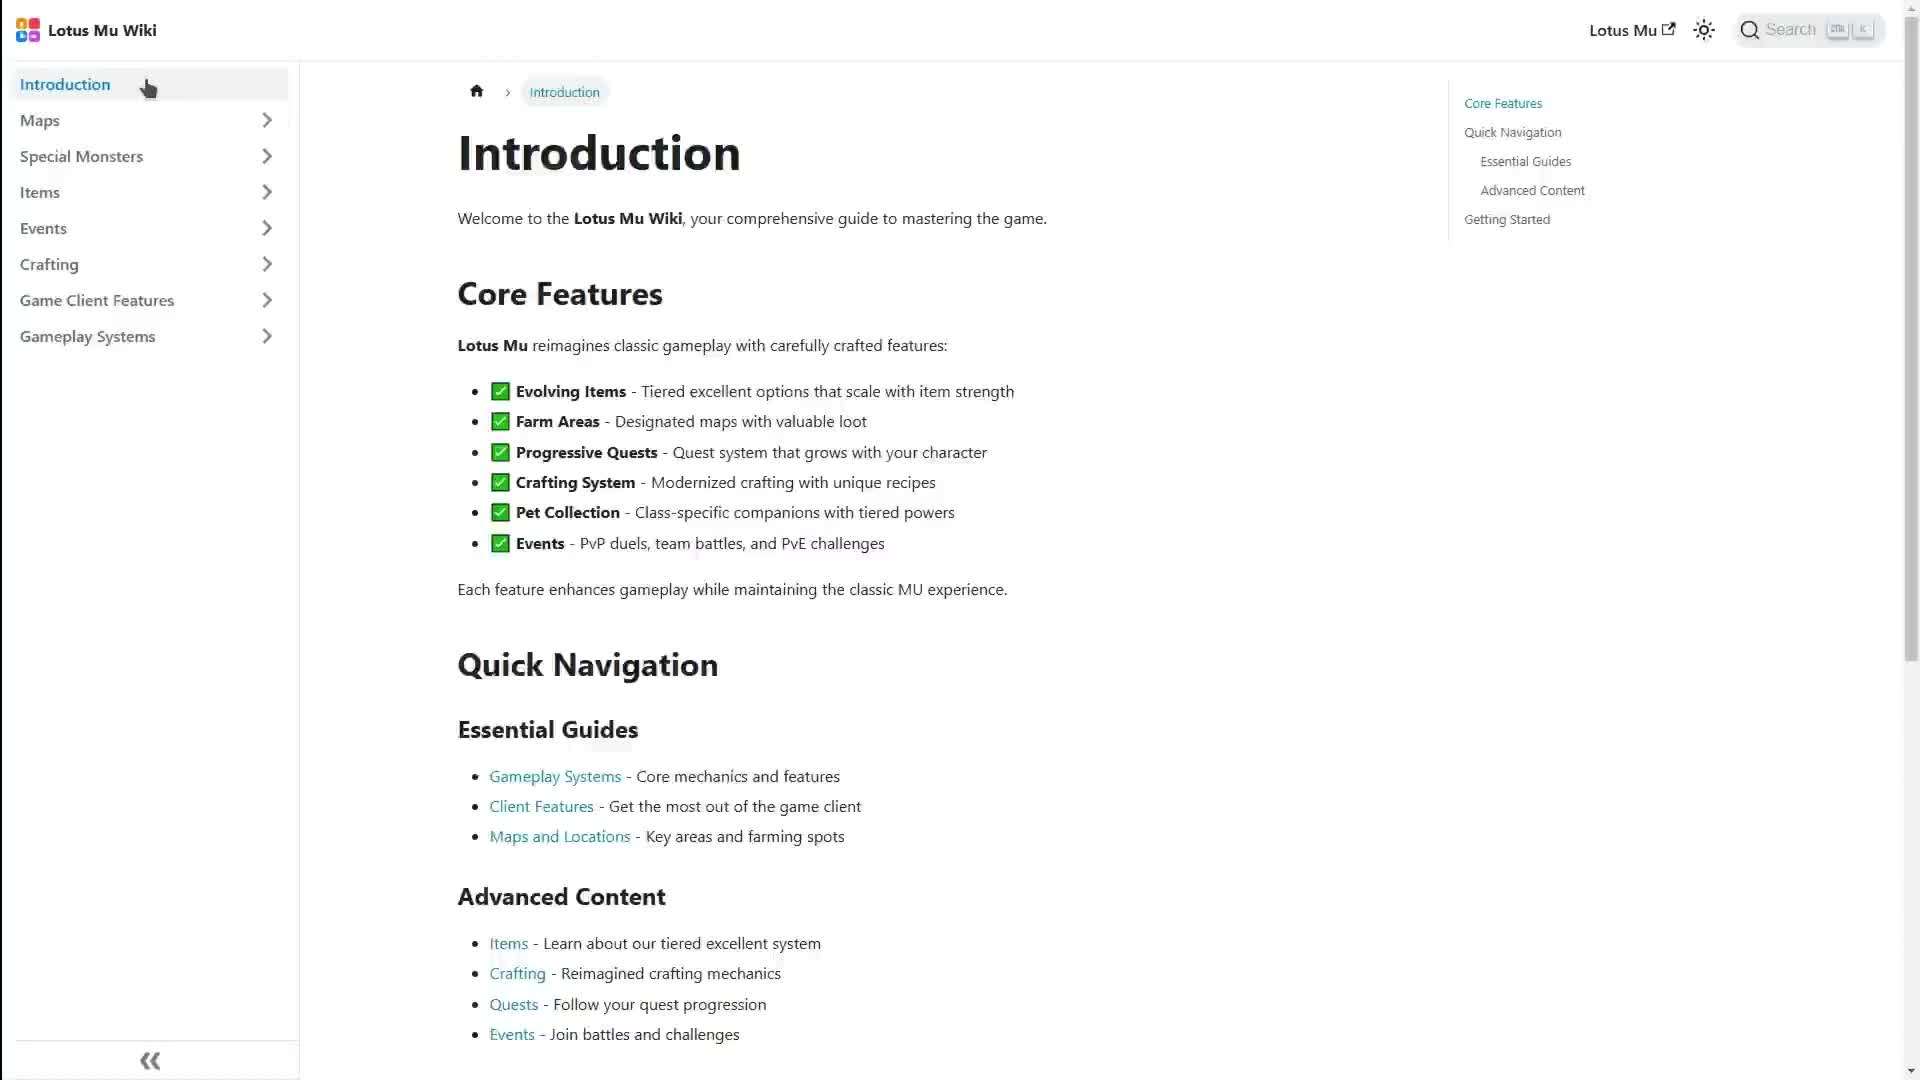 Lotus Mu Wiki
Lotus Mu
Search
K
Introduction
Maps
Special Monsters
Items
Events
Crafting
Game Client Features
Gameplay Systems
Introduction
Introduction
Welcome to the Lotus Mu Wiki, your comprehensive guide to mastering the game.
Core Features
Lotus Mu reimagines classic gameplay with carefully crafted features:
• ✅ Evolving Items - Tiered excellent options that scale with item strength
• ✅ Farm Areas - Designated maps with valuable loot
• ✅ Progressive Quests - Quest system that grows with your character
• ✅ Crafting System - Modernized crafting with unique recipes
• ✅ Pet Collection - Class-specific companions with tiered powers
• ✅ Events - PvP duels, team battles, and PvE challenges
Each feature enhances gameplay while maintaining the classic MU experience.
Quick Navigation
Essential Guides
• Gameplay Systems - Core mechanics and features
• Client Features - Get the most out of the game client
• Maps and Locations - Key areas and farming spots
Advanced Content
• Items - Learn about our tiered excellent system
• Crafting - Reimagined crafting mechanics
• Quests - Follow your quest progression
• Events - Join battles and challenges
Core Features
Quick Navigation
Essential Guides
Advanced Content
Getting Started